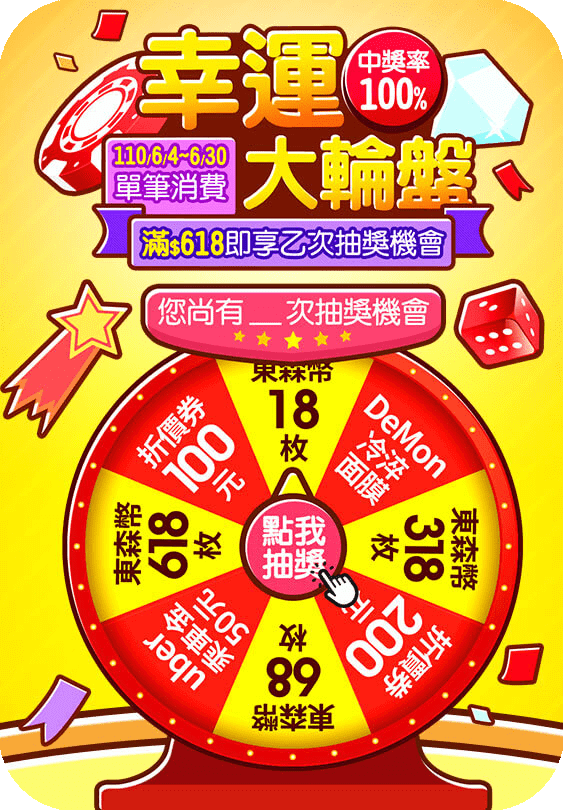 幸運
中獎率
100%
大輪盤
110/6/4~6/30
單筆消費
滿$618即享乙次抽獎機會
您尚有__次抽獎機會
東森幣
18
枚
DeMon
冷淬
面膜
東森幣
318
枚
折價券
200
元
東森幣
68
枚
uber
乘車金
50元
東森幣
618
枚
折價券
100
元
點我
抽獎